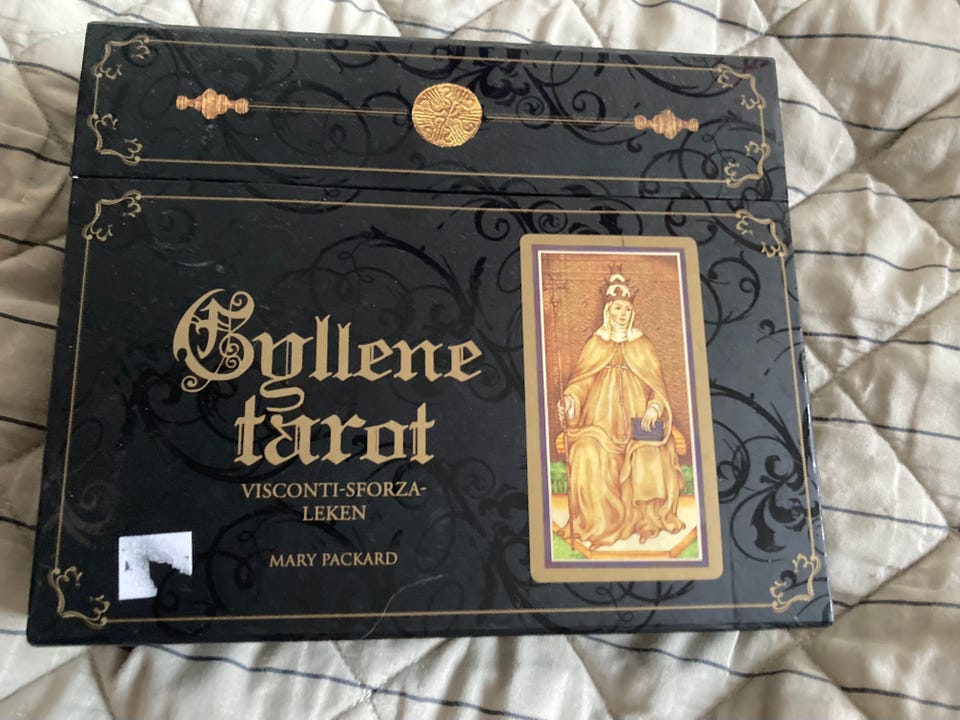 Gyllene
tarot
VISCONTI-SFORZA-
LEKEN
MARY PACKARD